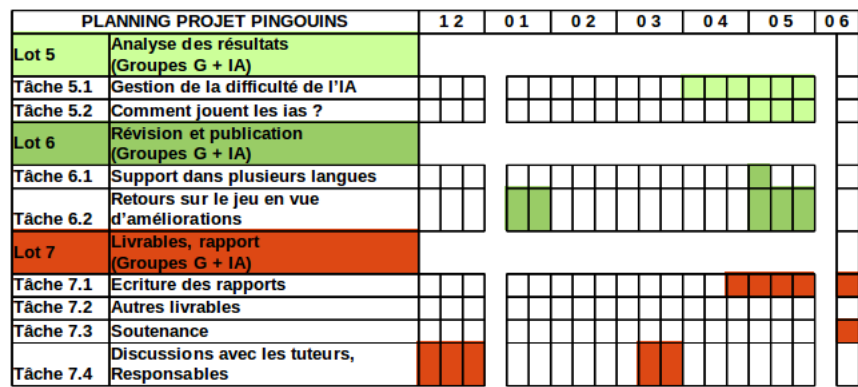 PLANNING PROJET PINGOUINS 1 2 0 1 0 2 0 3 0 4 0 5 0 6
Lot 5 Analyse des résultats
(Groupes G + IA)
Tâche 5.1 Gestion de la difficulté de l’IA
Tâche 5.2 Comment jouent les ias ?
Lot 6 Révision et publication
(Groupes G + IA)
Tâche 6.1 Support dans plusieurs langues
Retours sur le jeu en vue
Tâche 6.2 d’améliorations
Lot 7 Livrables, rapport
(Groupes G + IA)
Tâche 7.1 Ecriture des rapports
Tâche 7.2 Autres livrables
Tâche 7.3 Soutenance
Discussions avec les tuteurs,
Tâche 7.4 Responsables